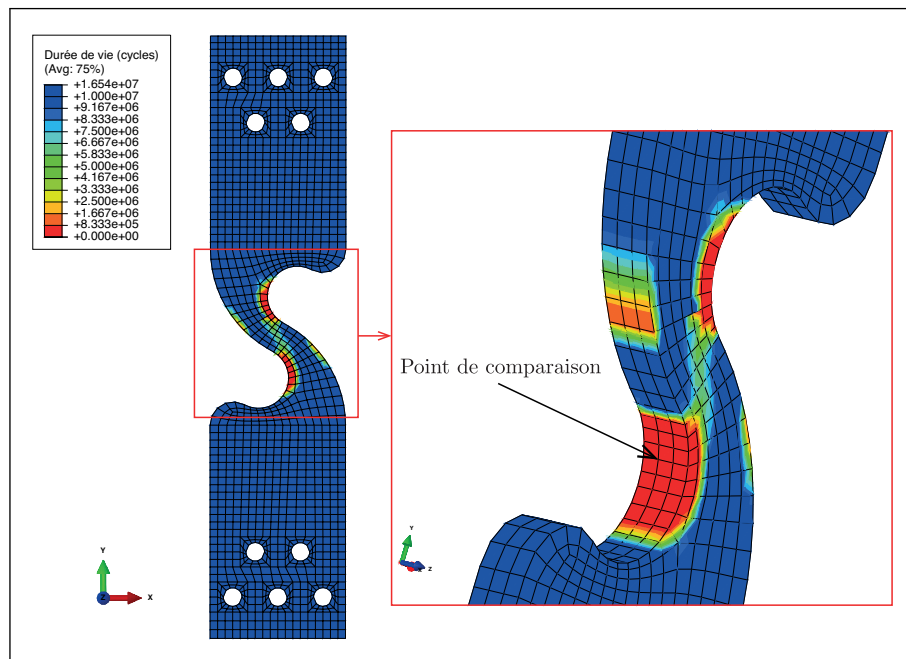 Durée de vie (cycles)
(Avg: 75%)
+1.654e+07
+1.000e+07
+9.167e+06
+8.333e+06
+7.500e+06
+6.667e+06
+5.833e+06
+5.000e+06
+4.167e+06
+3.333e+06
+2.500e+06
+1.667e+06
+8.333e+05
+0.000e+00
Point de comparaison
Y
Z
X
Y
Z